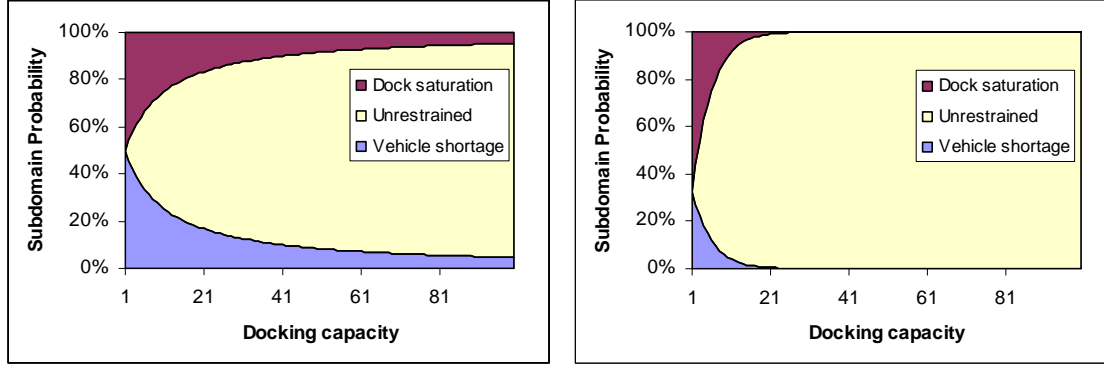 100%
80%
60%
40%
20%
0%
Subdomain Probability
Dock saturation
Unrestrained
Vehicle shortage
1 21 41 61 81
Docking capacity
100%
80%
60%
40%
20%
0%
Subdomain Probability
Dock saturation
Unrestrained
Vehicle shortage
1 21 41 61 81
Docking capacity